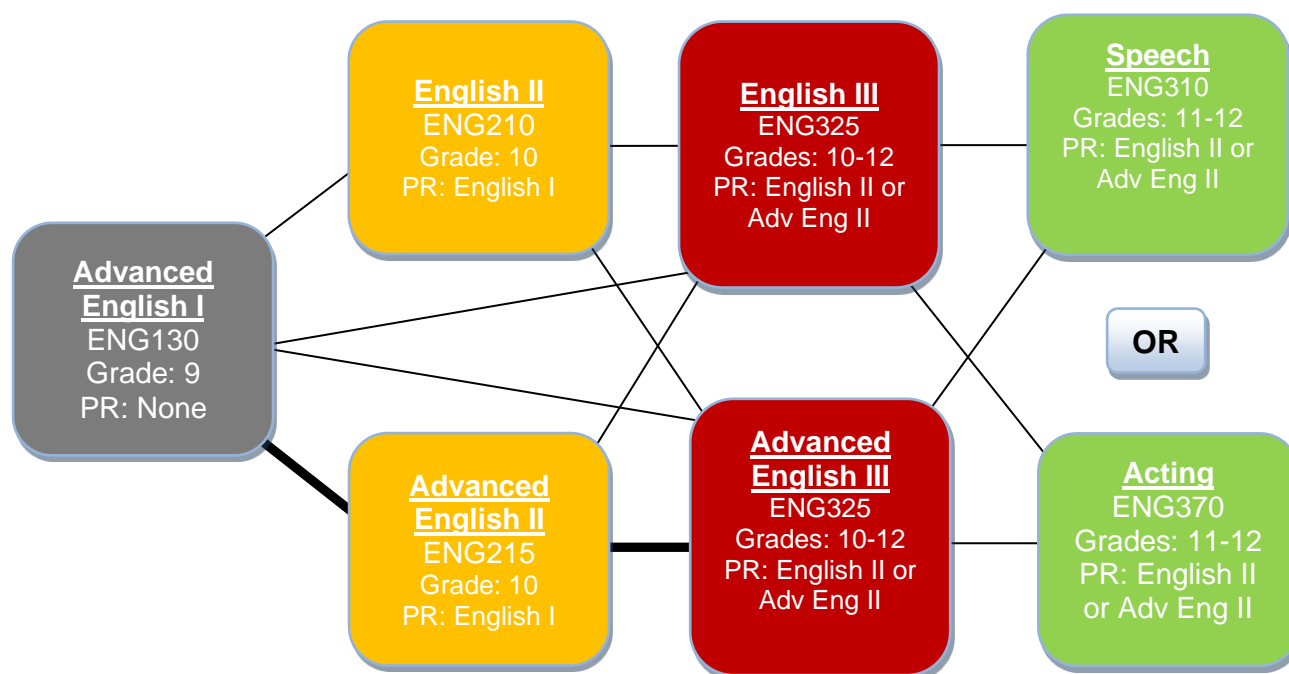 Advanced
English I
ENG130
Grade: 9
PR: None
English II
ENG210
Grade: 10
PR: English I
Advanced
English II
ENG215
Grade: 10
PR: English I
English III
ENG325
Grades: 10-12
PR: English II or
Adv Eng II
Advanced
English III
ENG325
Grades: 10-12
PR: English II or
Adv Eng II
Speech
ENG310
Grades: 11-12
PR: English II or
Adv Eng II
OR
Acting
ENG370
Grades: 11-12
PR: English II
or Adv Eng II